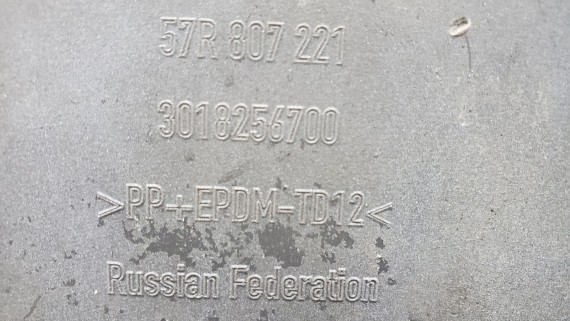 57R 807 221
3018256700
>PP+EPDM-TD12<
Russian Federation